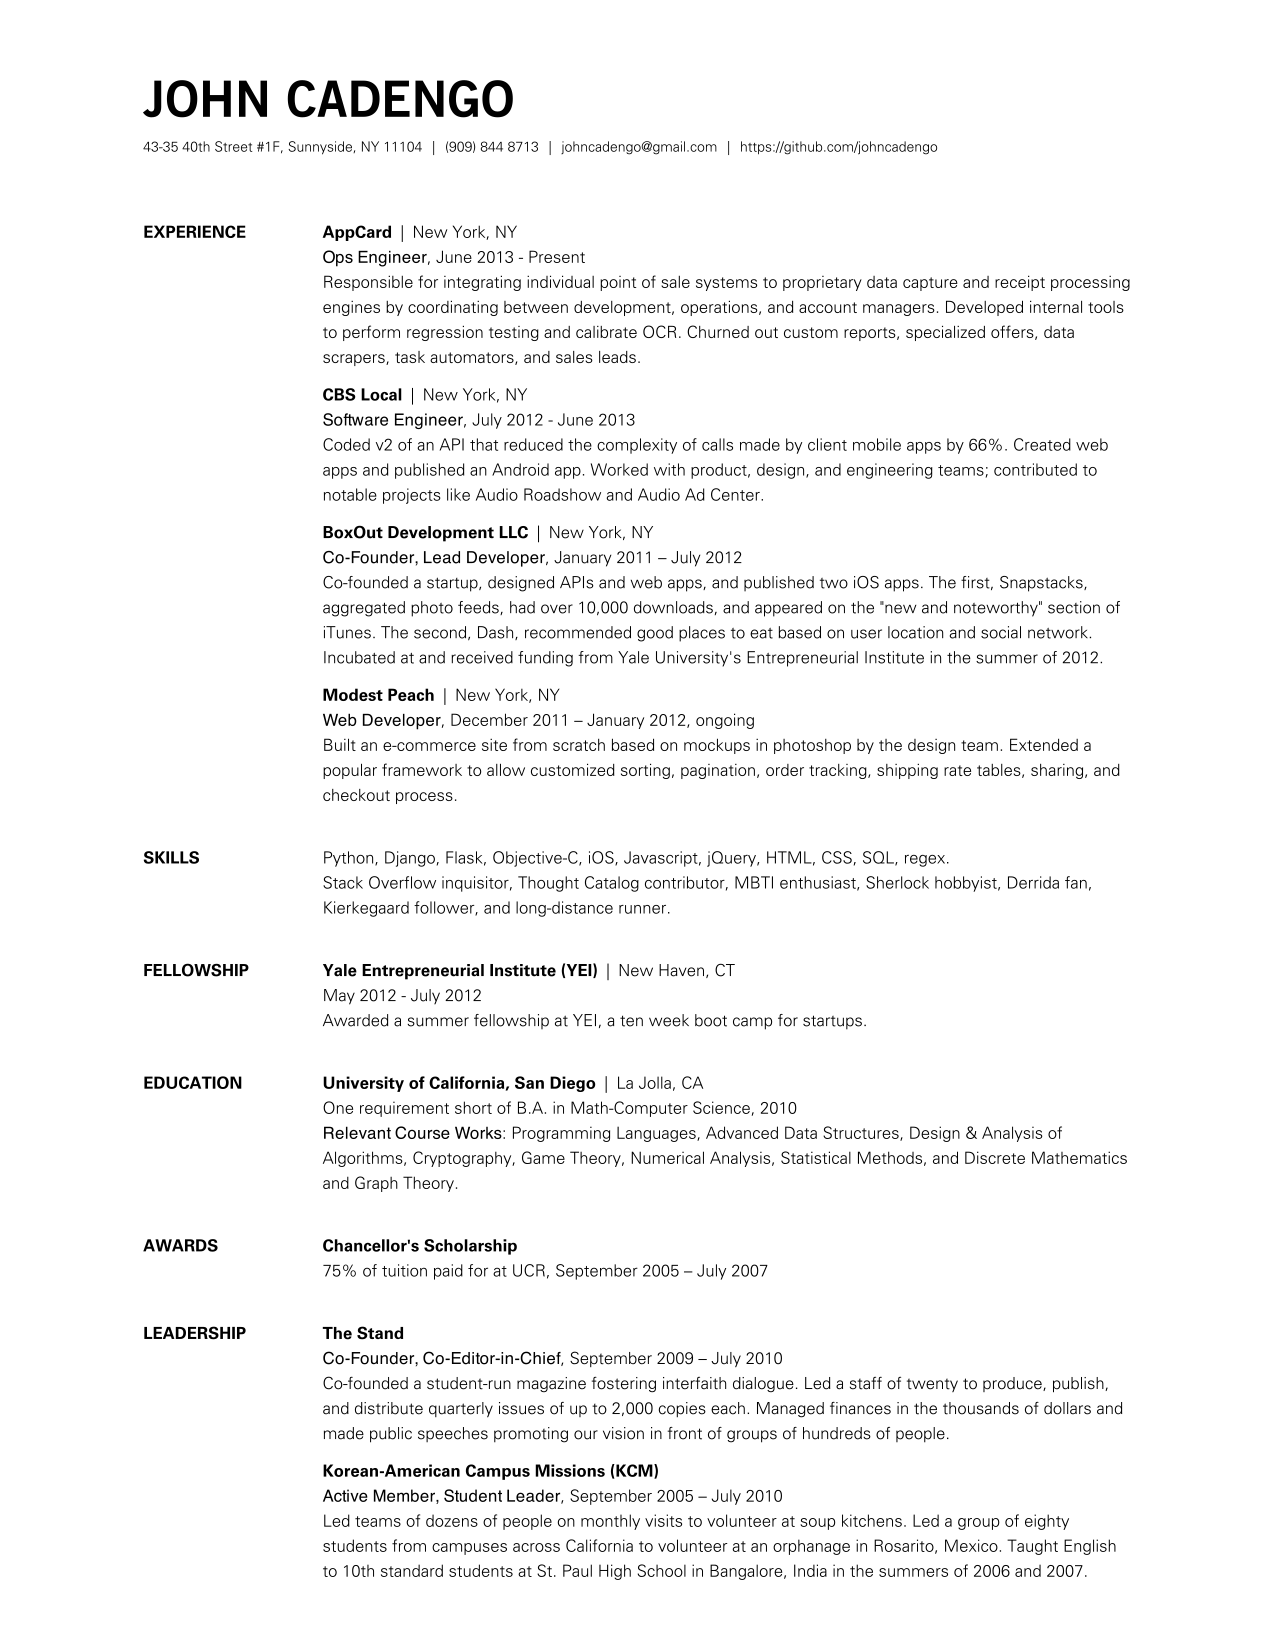 JOHN CADENGO
43-35 40th Street #1F, Sunnyside, NY 11104 | (909) 844 8713 | johncadengo@gmail.com | https://github.com/johncadengo
EXPERIENCE
AppCard | New York, NY
Ops Engineer, June 2013 - Present
Responsible for integrating individual point of sale systems to proprietary data capture and receipt processing
engines by coordinating between development, operations, and account managers. Developed internal tools
to perform regression testing and calibrate OCR. Churned out custom reports, specialized offers, data
scrapers, task automators, and sales leads.
CBS Local | New York, NY
Software Engineer, July 2012 - June 2013
Coded v2 of an API that reduced the complexity of calls made by client mobile apps by 66%. Created web
apps and published an Android app. Worked with product, design, and engineering teams; contributed to
notable projects like Audio Roadshow and Audio Ad Center.
BoxOut Development LLC | New York, NY
Co-Founder, Lead Developer, January 2011 – July 2012
Co-founded a startup, designed APIs and web apps, and published two iOS apps. The first, Snapstacks,
aggregated photo feeds, had over 10,000 downloads, and appeared on the "new and noteworthy" section of
iTunes. The second, Dash, recommended good places to eat based on user location and social network.
Incubated at and received funding from Yale University's Entrepreneurial Institute in the summer of 2012.
Modest Peach | New York, NY
Web Developer, December 2011 – January 2012, ongoing
Built an e-commerce site from scratch based on mockups in photoshop by the design team. Extended a
popular framework to allow customized sorting, pagination, order tracking, shipping rate tables, sharing, and
checkout process.
SKILLS
Python, Django, Flask, Objective-C, iOS, Javascript, jQuery, HTML, CSS, SQL, regex.
Stack Overflow inquisitor, Thought Catalog contributor, MBTI enthusiast, Sherlock hobbyist, Derrida fan,
Kierkegaard follower, and long-distance runner.
FELLOWSHIP
Yale Entrepreneurial Institute (YEI) | New Haven, CT
May 2012 - July 2012
Awarded a summer fellowship at YEI, a ten week boot camp for startups.
EDUCATION
University of California, San Diego | La Jolla, CA
One requirement short of B.A. in Math-Computer Science, 2010
Relevant Course Works: Programming Languages, Advanced Data Structures, Design & Analysis of
Algorithms, Cryptography, Game Theory, Numerical Analysis, Statistical Methods, and Discrete Mathematics
and Graph Theory.
AWARDS
Chancellor's Scholarship
75% of tuition paid for at UCR, September 2005 – July 2007
LEADERSHIP
The Stand
Co-Founder, Co-Editor-in-Chief, September 2009 – July 2010
Co-founded a student-run magazine fostering interfaith dialogue. Led a staff of twenty to produce, publish,
and distribute quarterly issues of up to 2,000 copies each. Managed finances in the thousands of dollars and
made public speeches promoting our vision in front of groups of hundreds of people.
Korean-American Campus Missions (KCM)
Active Member, Student Leader, September 2005 – July 2010
Led teams of dozens of people on monthly visits to volunteer at soup kitchens. Led a group of eighty
students from campuses across California to volunteer at an orphanage in Rosarito, Mexico. Taught English
to 10th standard students at St. Paul High School in Bangalore, India in the summers of 2006 and 2007.